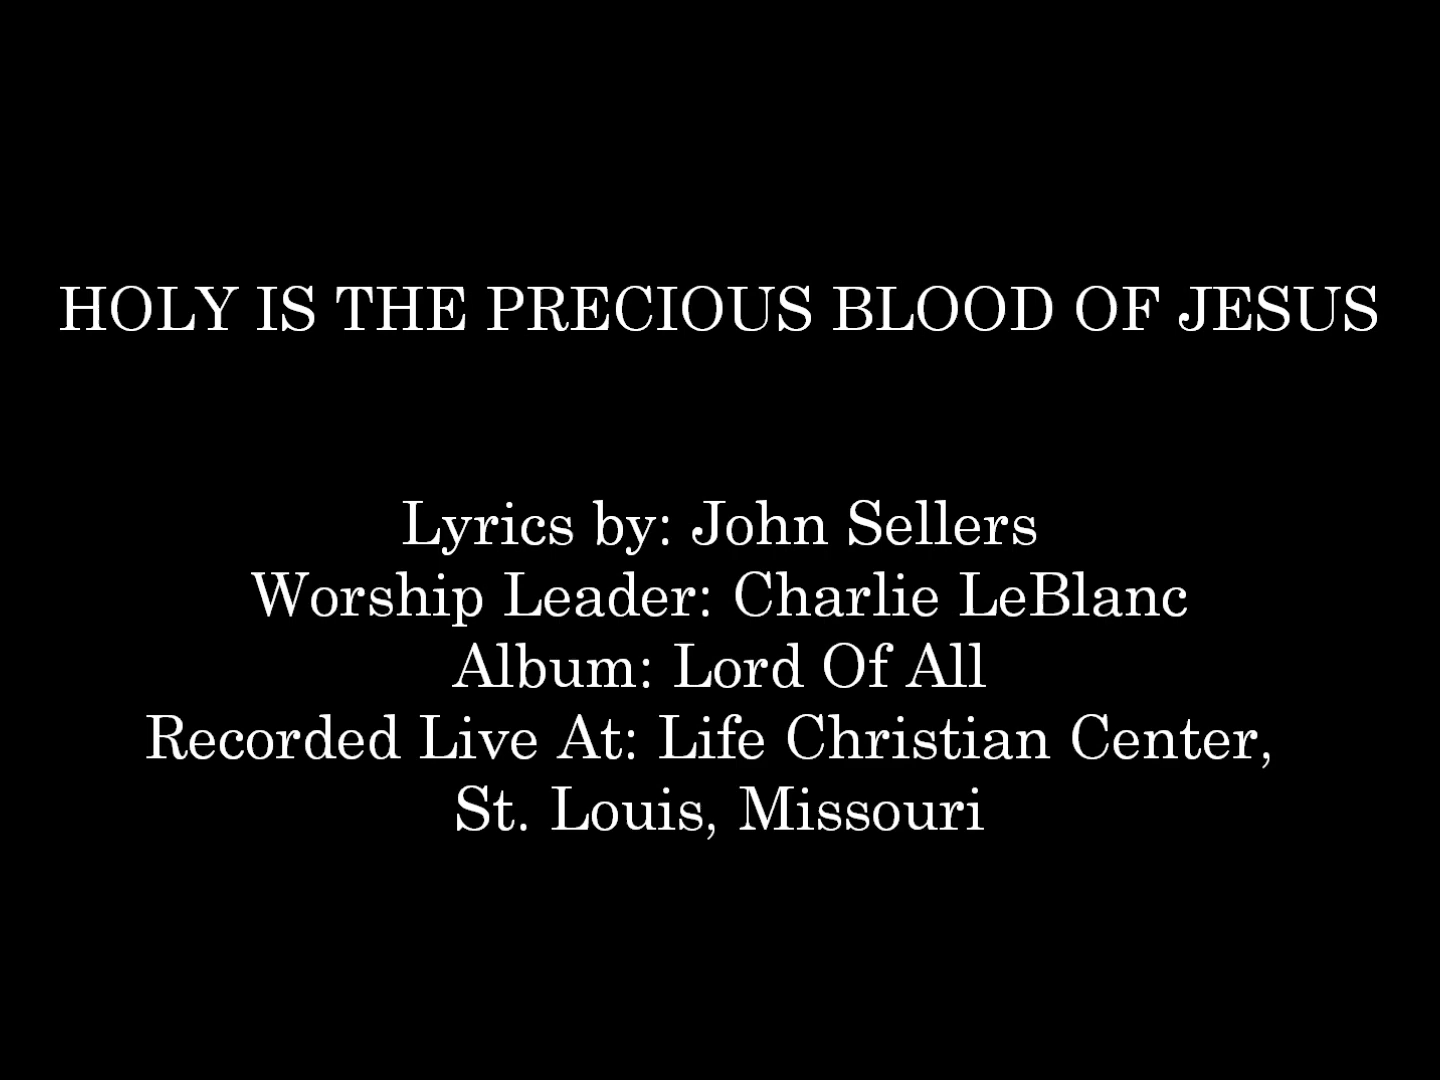 HOLY IS THE PRECIOUS BLOOD OF JESUS
Lyrics by: John Sellers
Worship Leader: Charlie LeBlanc
Album: Lord Of All
Recorded Live At: Life Christian Center,
St. Louis, Missouri